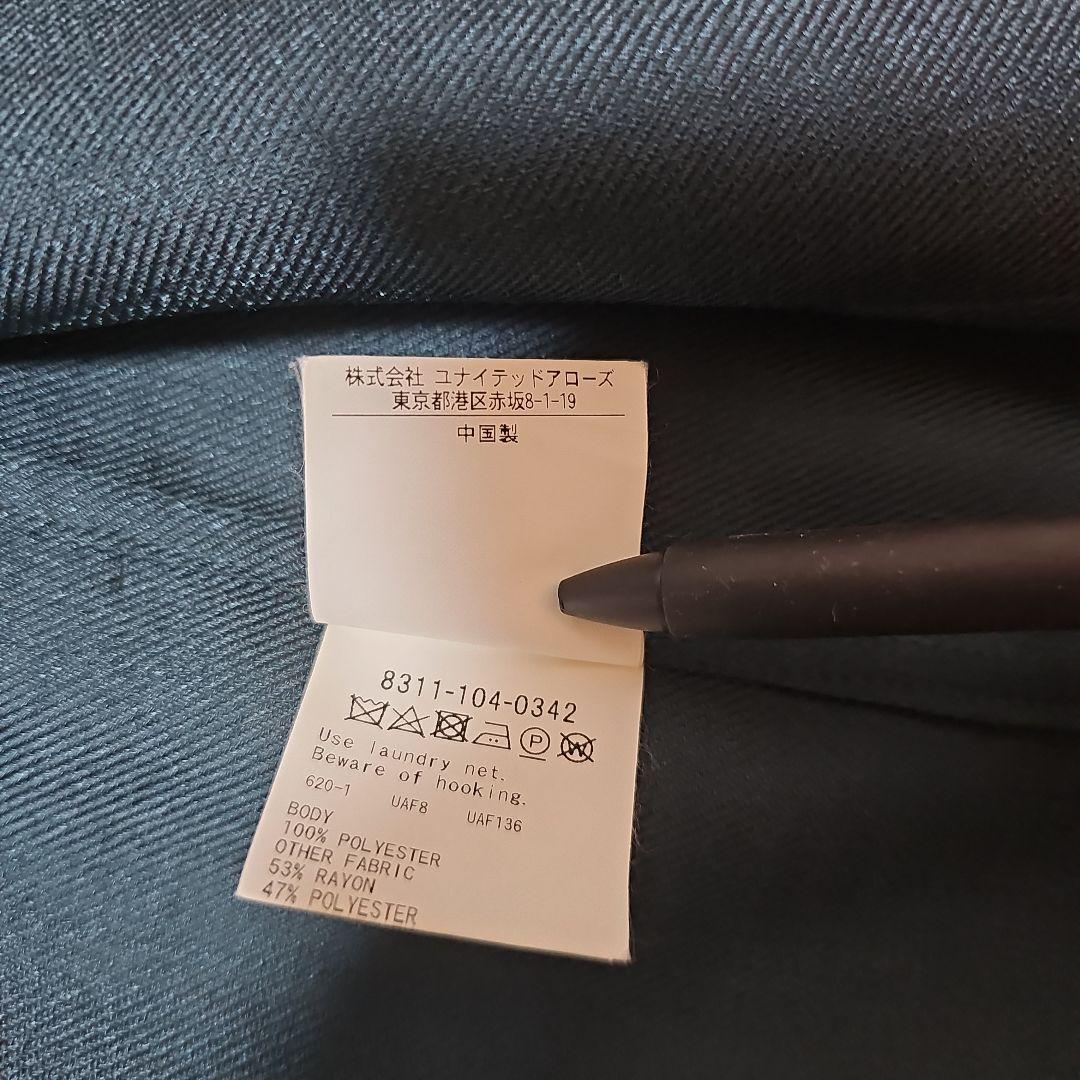 株式会社 ユナイテッドアローズ
東京都港区赤坂8-1-19
中国製
8311-104-0342
P W
Use laundry net.
Beware of hooking.
620-1 UAF8 UAF136
BODY
100% POLYESTER
OTHER FABRIC
53% RAYON
47% POLYESTER